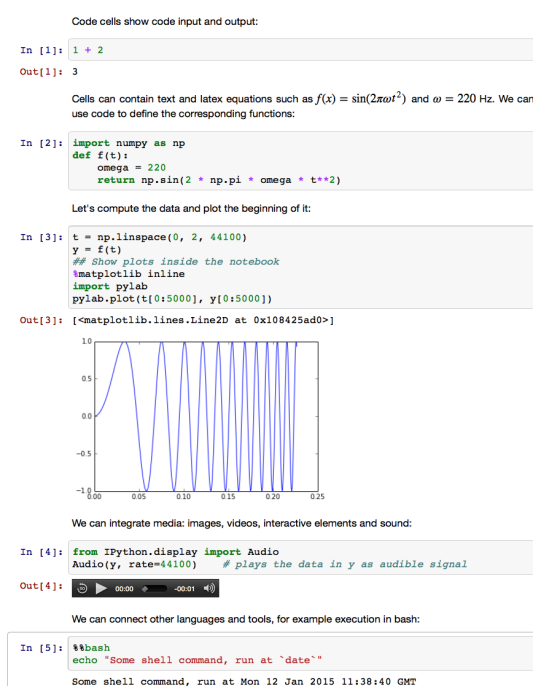 Code cells show code input and output:
In [1]: 1 + 2
Out[1]: 3
Cells can contain text and latex equations such as f(x) = sin(2πωt²) and ω = 220 Hz. We can
use code to define the corresponding functions:
In [2]: import numpy as np
def f(t):
    omega = 220
    return np.sin(2 * np.pi * omega * t**2)
Let's compute the data and plot the beginning of it:
In [3]: t = np.linspace(0, 2, 44100)
y = f(t)
## Show plots inside the notebook
%matplotlib inline
import pylab
pylab.plot(t[0:5000], y[0:5000])
Out[3]: [<matplotlib.lines.Line2D at 0x108425ad0>]
1.0
0.5
0.0
−0.5
−1.0
0.00 0.05 0.10 0.15 0.20 0.25
We can integrate media: images, videos, interactive elements and sound:
In [4]: from IPython.display import Audio
Audio(y, rate=44100)    # plays the data in y as audible signal
Out[4]: 30 00:00 -00:01
We can connect other languages and tools, for example execution in bash:
In [5]: %%bash
echo "Some shell command, run at `date`"
Some shell command, run at Mon 12 Jan 2015 11:38:40 GMT